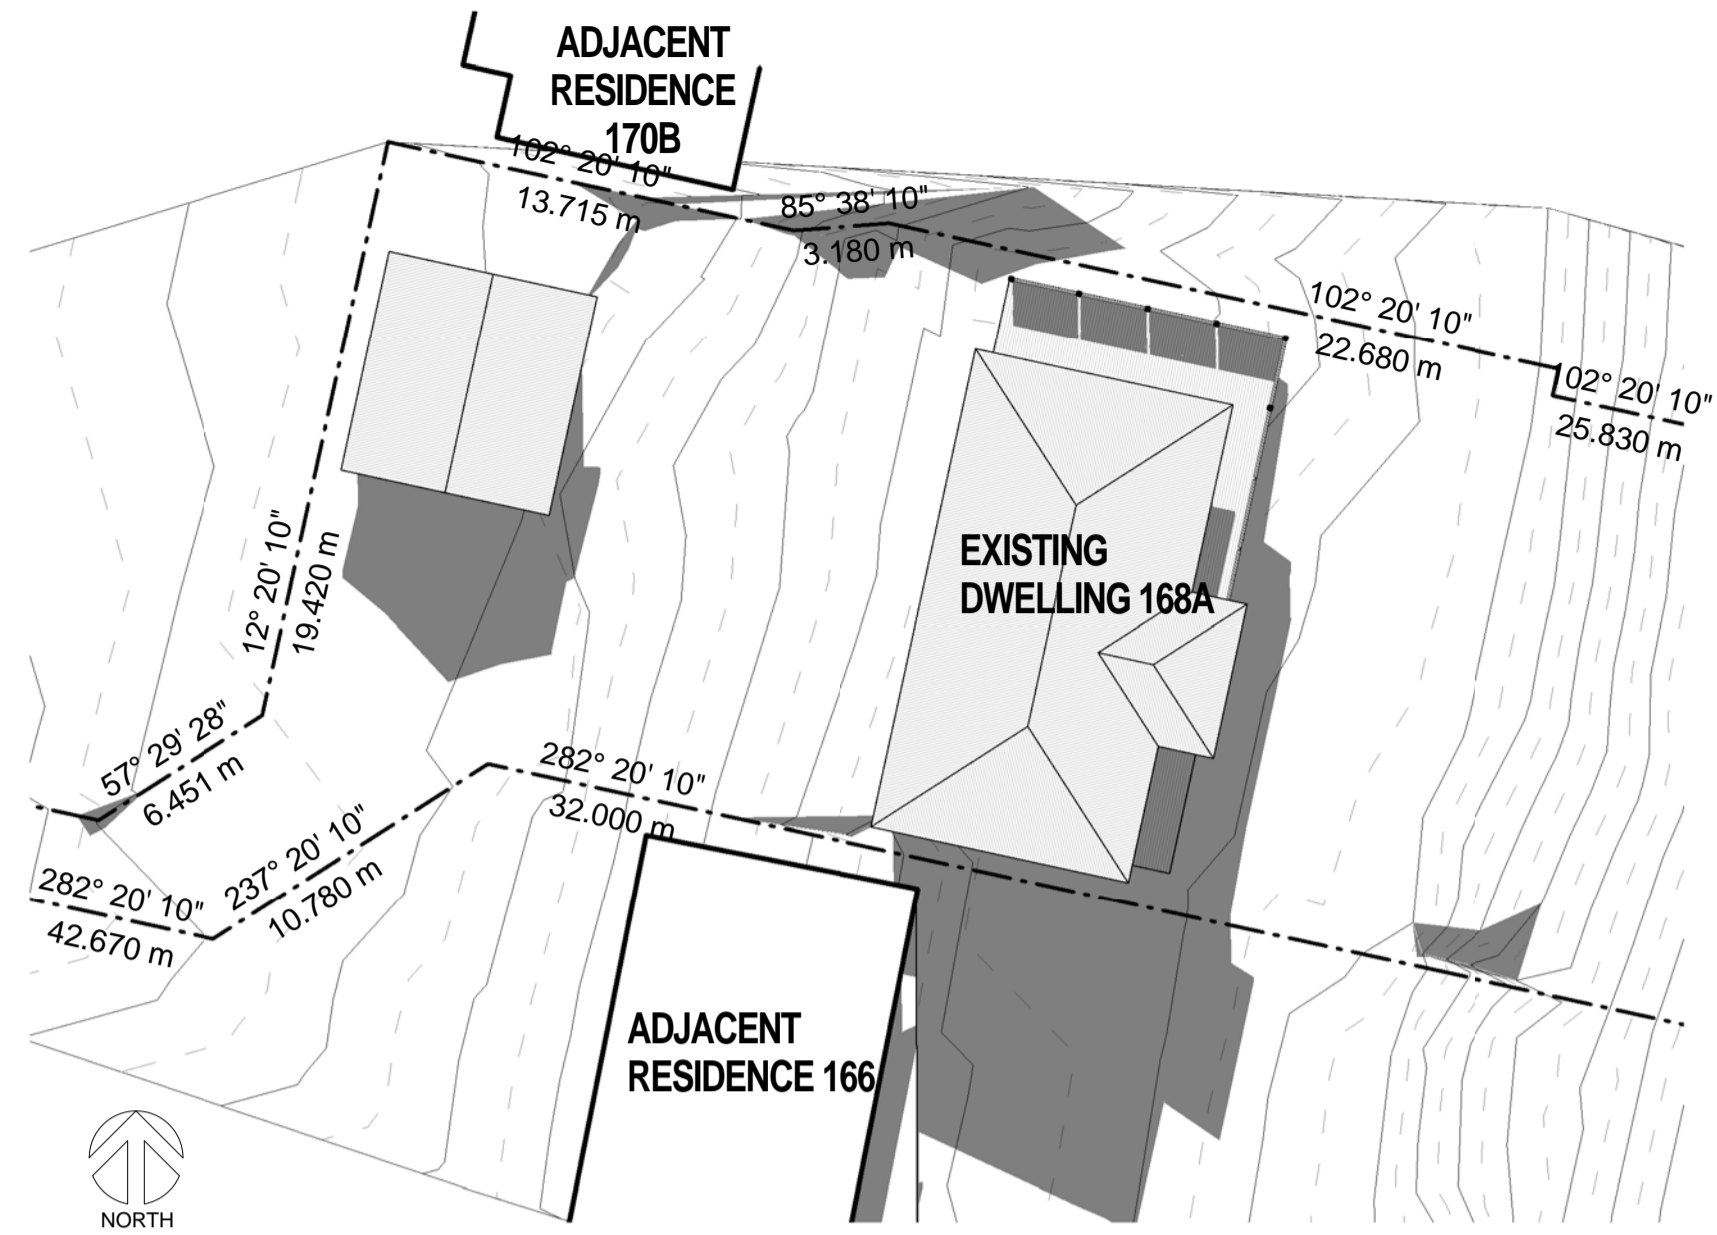 ADJACENT
RESIDENCE
170B
102° 20' 10"
13.715 m
85° 38' 10"
3.180 m
102° 20' 10"
22.680 m
102° 20' 10"
25.830 m
12° 20' 10"
19.420 m
EXISTING
DWELLING 168A
57° 29' 28"
6.451 m
282° 20' 10"
32.000 m
237° 20' 10"
10.780 m
282° 20' 10"
42.670 m
ADJACENT
RESIDENCE 166
NORTH